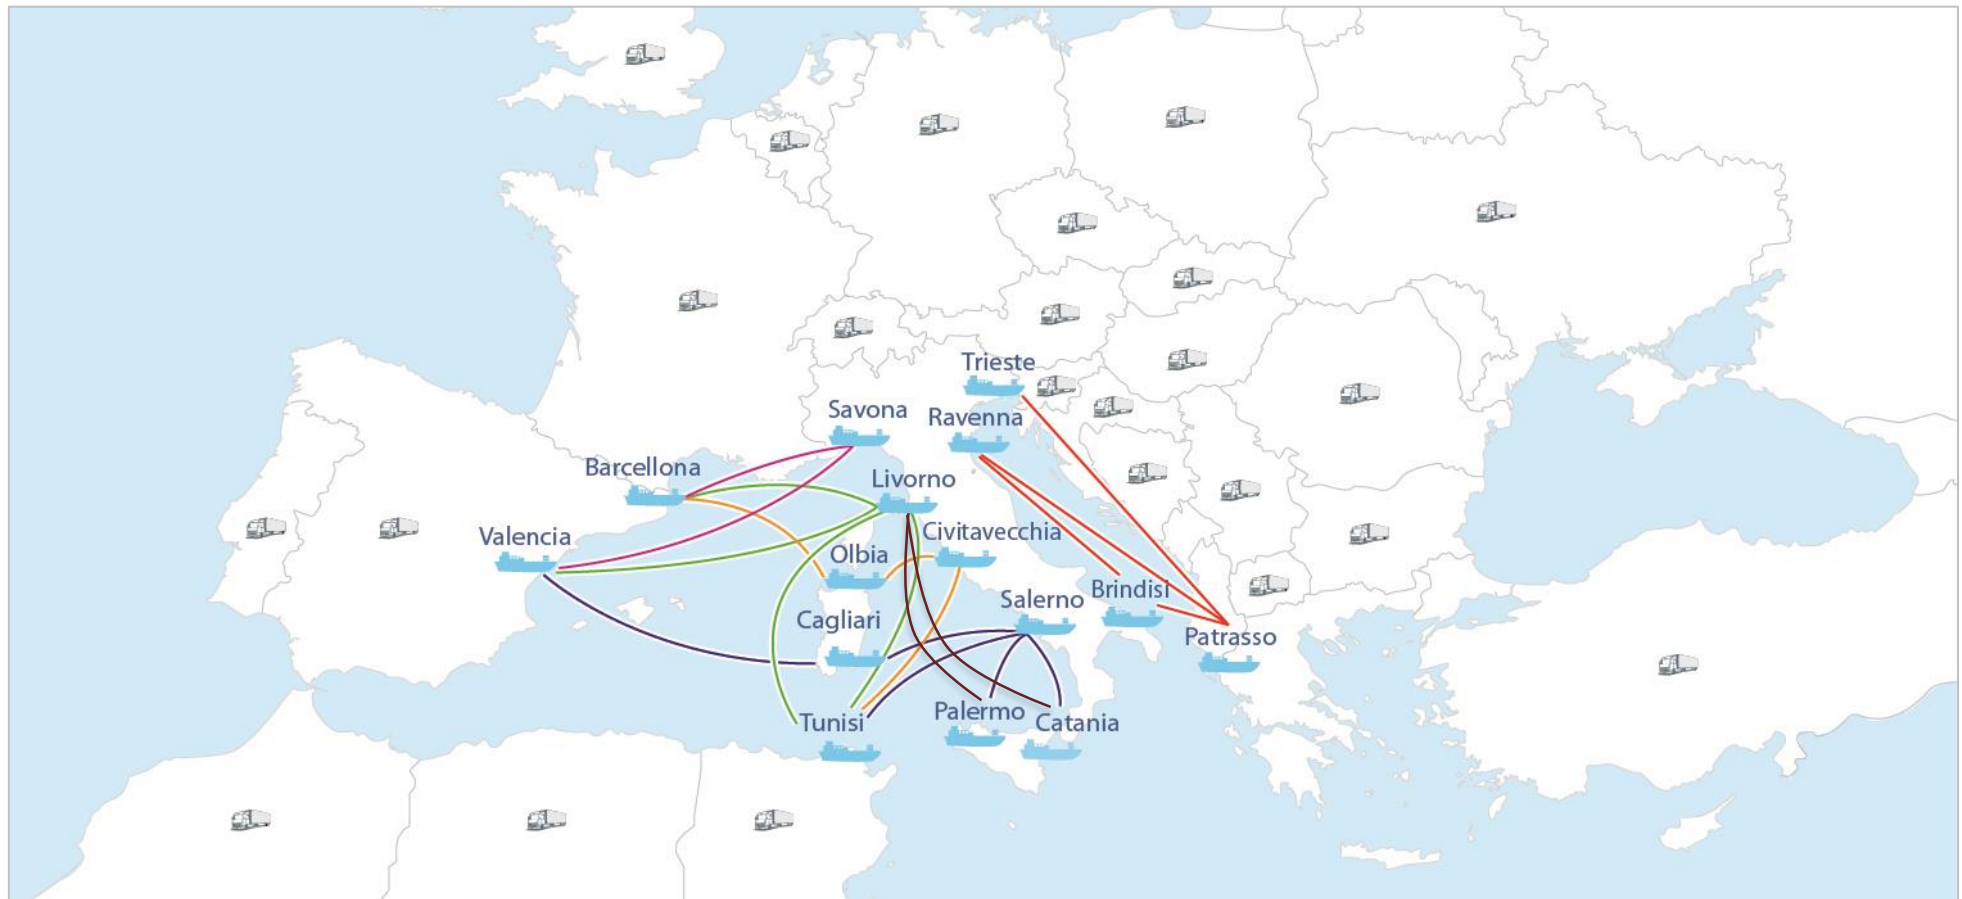 Trieste
Savona
Ravenna
Barcellona
Livorno
Valencia
Civitavecchia
Olbia
Brindisi
Salerno
Cagliari
Patrasso
Palermo
Tunisi
Catania